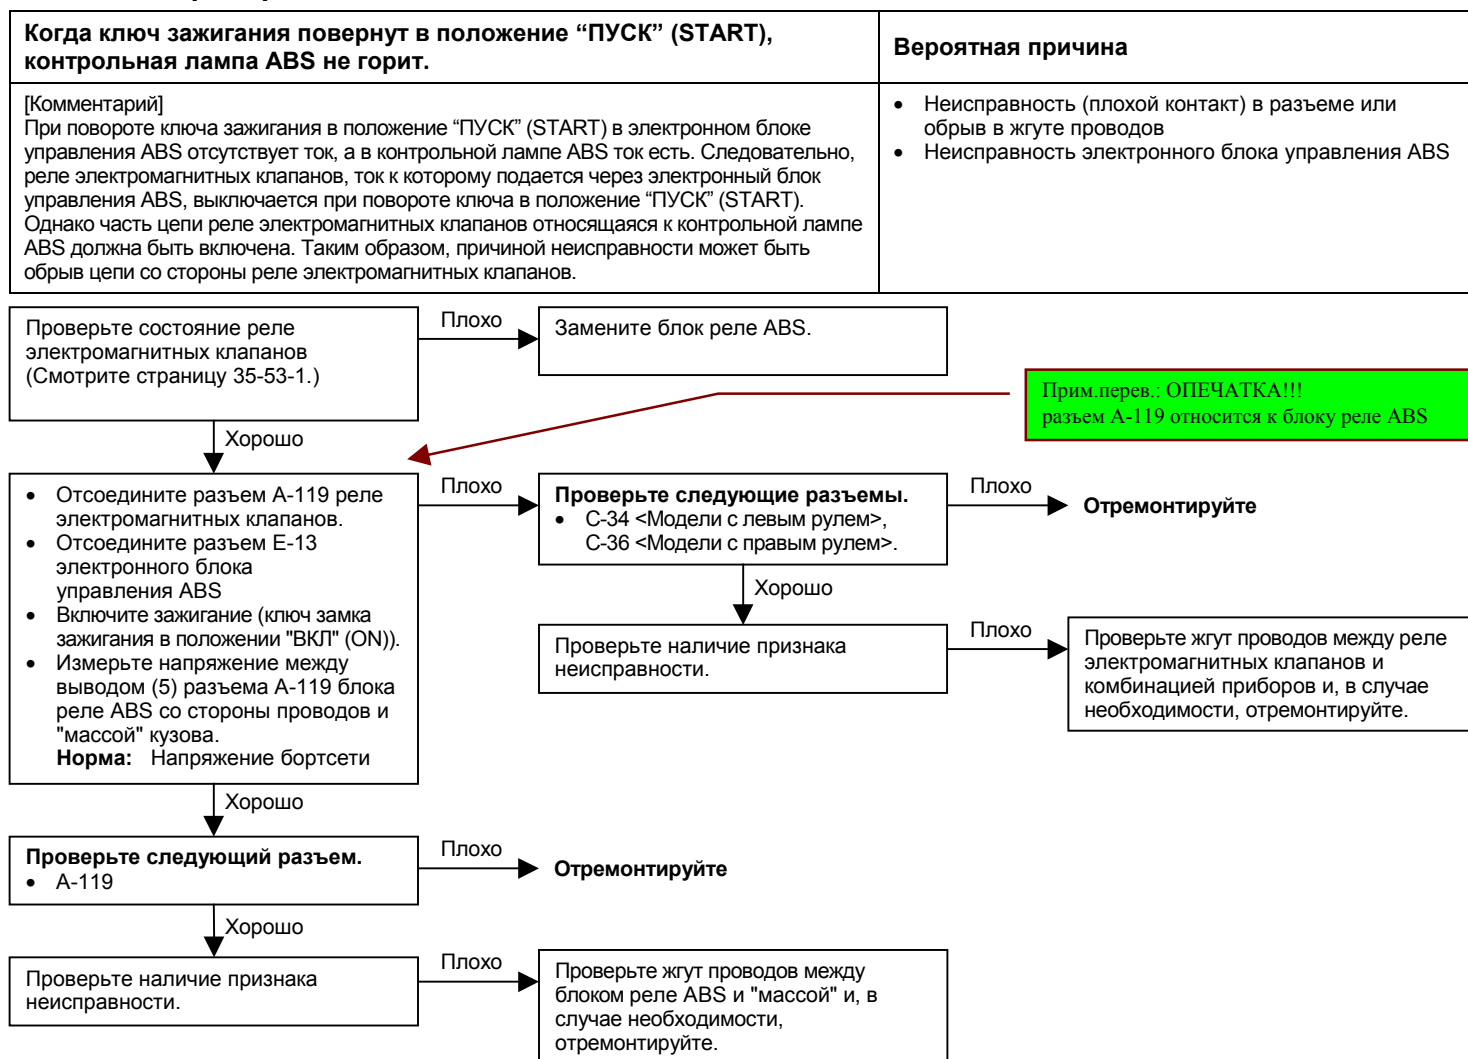 Когда ключ зажигания повернут в положение “ПУСК” (START),
контрольная лампа ABS не горит.
Вероятная причина
[Комментарий]
При повороте ключа зажигания в положение “ПУСК” (START) в электронном блоке
управления ABS отсутствует ток, а в контрольной лампе ABS ток есть. Следовательно,
реле электромагнитных клапанов, ток к которому подается через электронный блок
управления ABS, выключается при повороте ключа в положение “ПУСК” (START).
Однако часть цепи реле электромагнитных клапанов относящаяся к контрольной лампе
ABS должна быть включена. Таким образом, причиной неисправности может быть
обрыв цепи со стороны реле электромагнитных клапанов.
• Неисправность (плохой контакт) в разъеме или
обрыв в жгуте проводов
• Неисправность электронного блока управления ABS
Проверьте состояние реле
электромагнитных клапанов
(Смотрите страницу 35-53-1.)
Плохо
Замените блок реле ABS.
Прим.перев.: ОПЕЧАТКА!!!
разъем А-119 относится к блоку реле ABS
Хорошо
• Отсоедините разъем А-119 реле
электромагнитных клапанов.
• Отсоедините разъем Е-13
электронного блока
управления ABS
• Включите зажигание (ключ замка
зажигания в положении "ВКЛ" (ON)).
• Измерьте напряжение между
выводом (5) разъема А-119 блока
реле ABS со стороны проводов и
"массой" кузова.
Норма: Напряжение бортсети
Плохо
Проверьте следующие разъемы.
• С-34 <Модели с левым рулем>,
С-36 <Модели с правым рулем>.
Плохо
Отремонтируйте
Хорошо
Проверьте наличие признака
неисправности.
Плохо
Проверьте жгут проводов между реле
электромагнитных клапанов и
комбинацией приборов и, в случае
необходимости, отремонтируйте.
Хорошо
Проверьте следующий разъем.
• А-119
Плохо
Отремонтируйте
Хорошо
Проверьте наличие признака
неисправности.
Плохо
Проверьте жгут проводов между
блоком реле ABS и "массой" и, в
случае необходимости,
отремонтируйте.